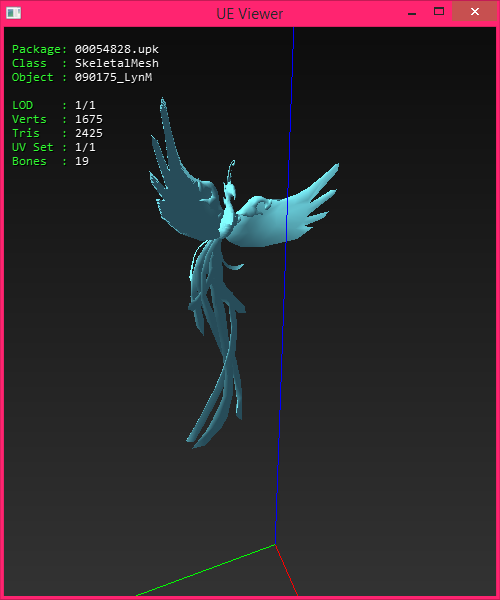 UE Viewer
Package: 00054828.upk
Class : SkeletalMesh
Object : 090175_LynM
LOD : 1/1
Verts : 1675
Tris : 2425
UV Set : 1/1
Bones : 19